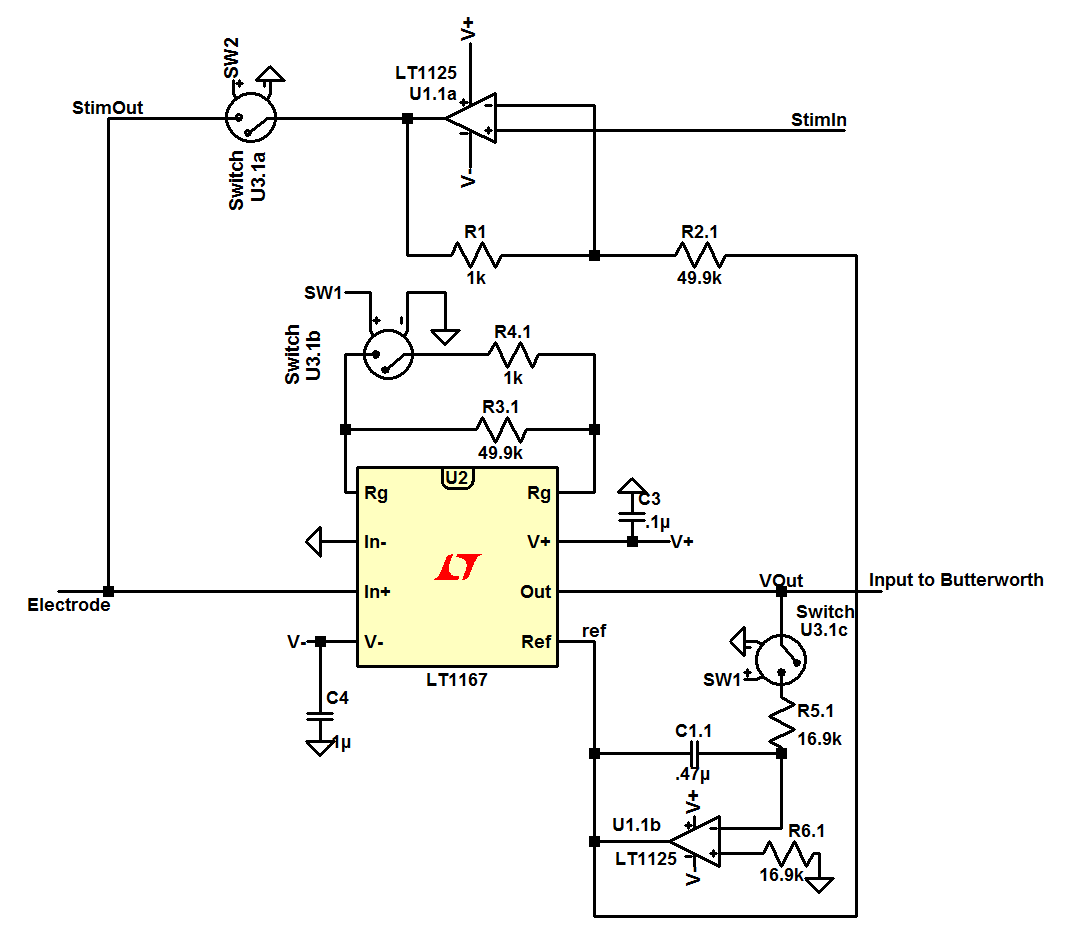 V+
SW2
LT1125
U1.1a
StimOut
StimIn
Switch
U3.1a
V-
R1
1k
R2.1
49.9k
SW1
Switch
U3.1b
R4.1
1k
R3.1
49.9k
U2
Rg
Rg
C3
.1µ
In-
V+
V+
In+
Out
VOut
Input to Butterworth
Electrode
Switch
U3.1c
V-
V-
Ref
ref
LT1167
SW1
C4
.1µ
R5.1
16.9k
C1.1
.47µ
V+
U1.1b
LT1125
R6.1
16.9k
V-